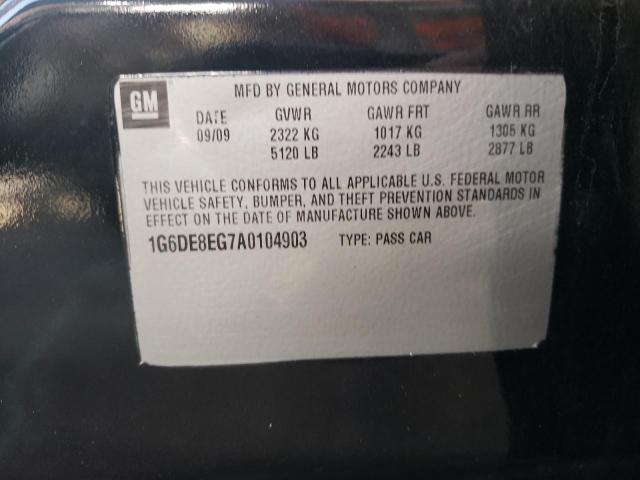 GM
MFD BY GENERAL MOTORS COMPANY
DATE GVWR GAWR FRT GAWR RR
09/09 2322 KG 1017 KG 1305 KG
5120 LB 2243 LB 2877 LB
THIS VEHICLE CONFORMS TO ALL APPLICABLE U.S. FEDERAL MOTOR
VEHICLE SAFETY, BUMPER, AND THEFT PREVENTION STANDARDS IN
EFFECT ON THE DATE OF MANUFACTURE SHOWN ABOVE.
1G6DE8EG7A0104903 TYPE: PASS CAR